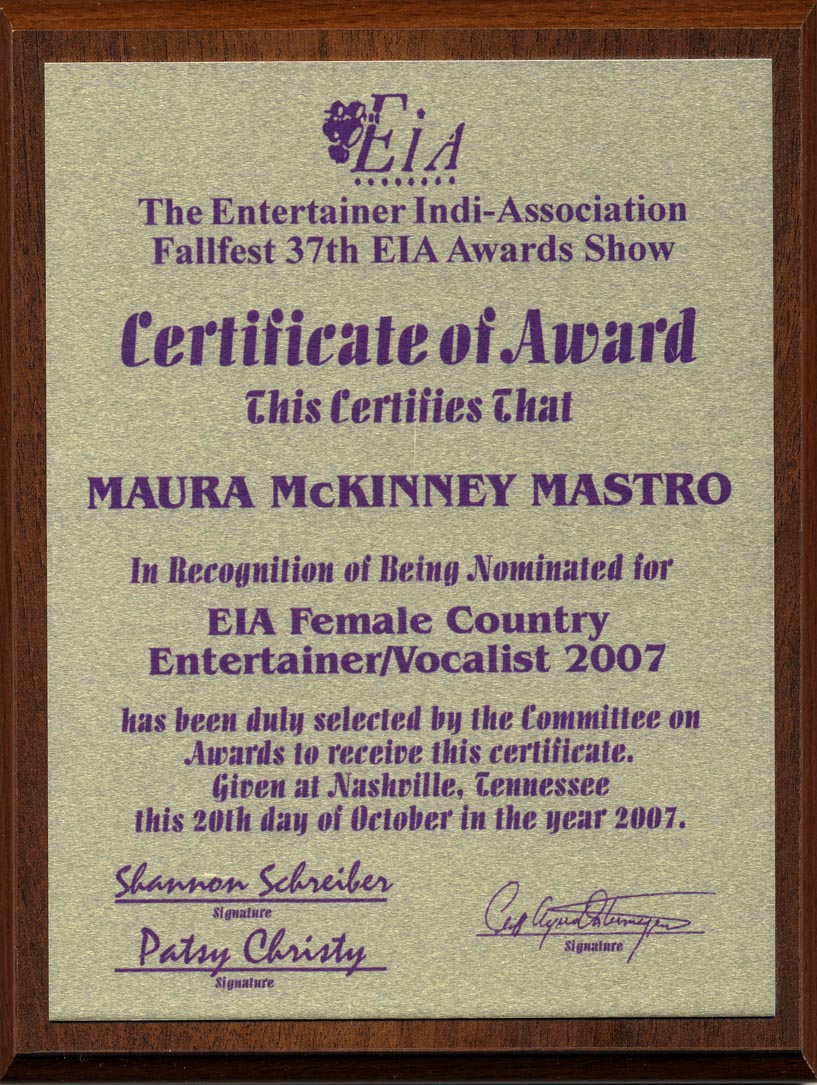 EIA
The Entertainer Indi-Association
Fallfest 37th EIA Awards Show
Certificate of Award
This Certifies That
MAURA McKINNEY MASTRO
In Recognition of Being Nominated for
EIA Female Country
Entertainer/Vocalist 2007
has been duly selected by the Committee on
Awards to receive this certificate.
Given at Nashville, Tennessee
this 20th day of October in the year 2007.
Shannon Schreiber
Signature
Patsy Christy
Signature
Signature